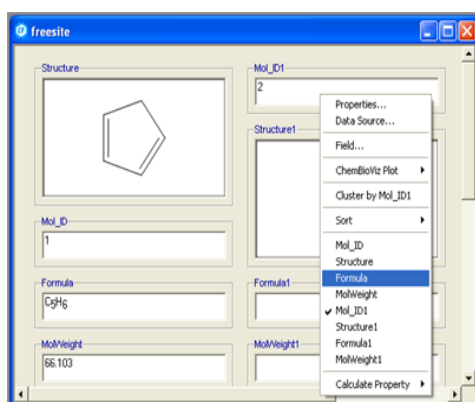 freesite
Structure
Mol_ID1
2
Structure1
Mol_ID
1
Formula
C5H6
Formula1
MolWeight
66.103
MolWeight1
Properties...
Data Source...
Field...
ChemBioViz Plot
Cluster by Mol_ID1
Sort
Mol_ID
Structure
Formula
MolWeight
Mol_ID1
Structure1
Formula1
MolWeight1
Calculate Property